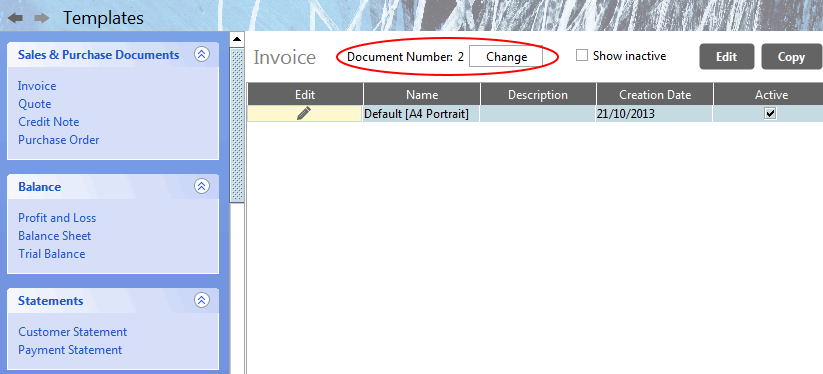 Templates
Sales & Purchase Documents
Invoice
Quote
Credit Note
Purchase Order
Balance
Profit and Loss
Balance Sheet
Trial Balance
Statements
Customer Statement
Payment Statement
Invoice Document Number: 2 Change Show inactive Edit Copy
Edit Name Description Creation Date Active
Default [A4 Portrait] 21/10/2013